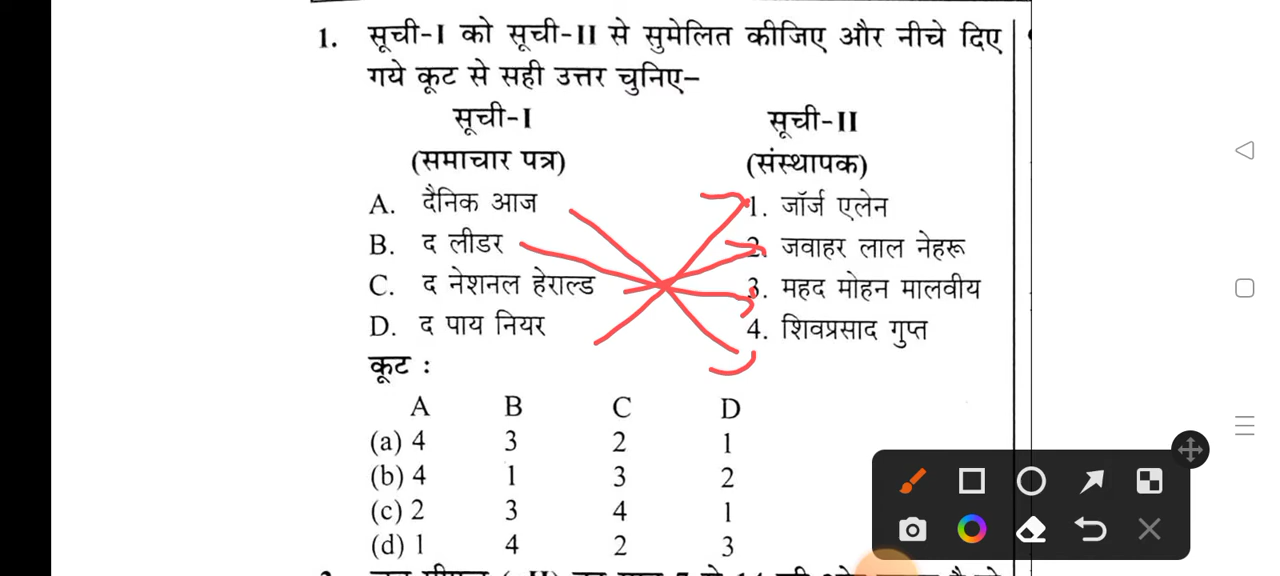 1. सूची-I को सूची-II से सुमेलित कीजिए और नीचे दिए
गये कूट से सही उत्तर चुनिए–
सूची-I सूची-II
(समाचार पत्र) (संस्थापक)
A. दैनिक आज 1. जॉर्ज एलेन
B. द लीडर 2. जवाहर लाल नेहरू
C. द नेशनल हेराल्ड 3. महद मोहन मालवीय
D. द पाय नियर 4. शिवप्रसाद गुप्त
कूट :
A B C D
(a) 4 3 2 1
(b) 4 1 3 2
(c) 2 3 4 1
(d) 1 4 2 3